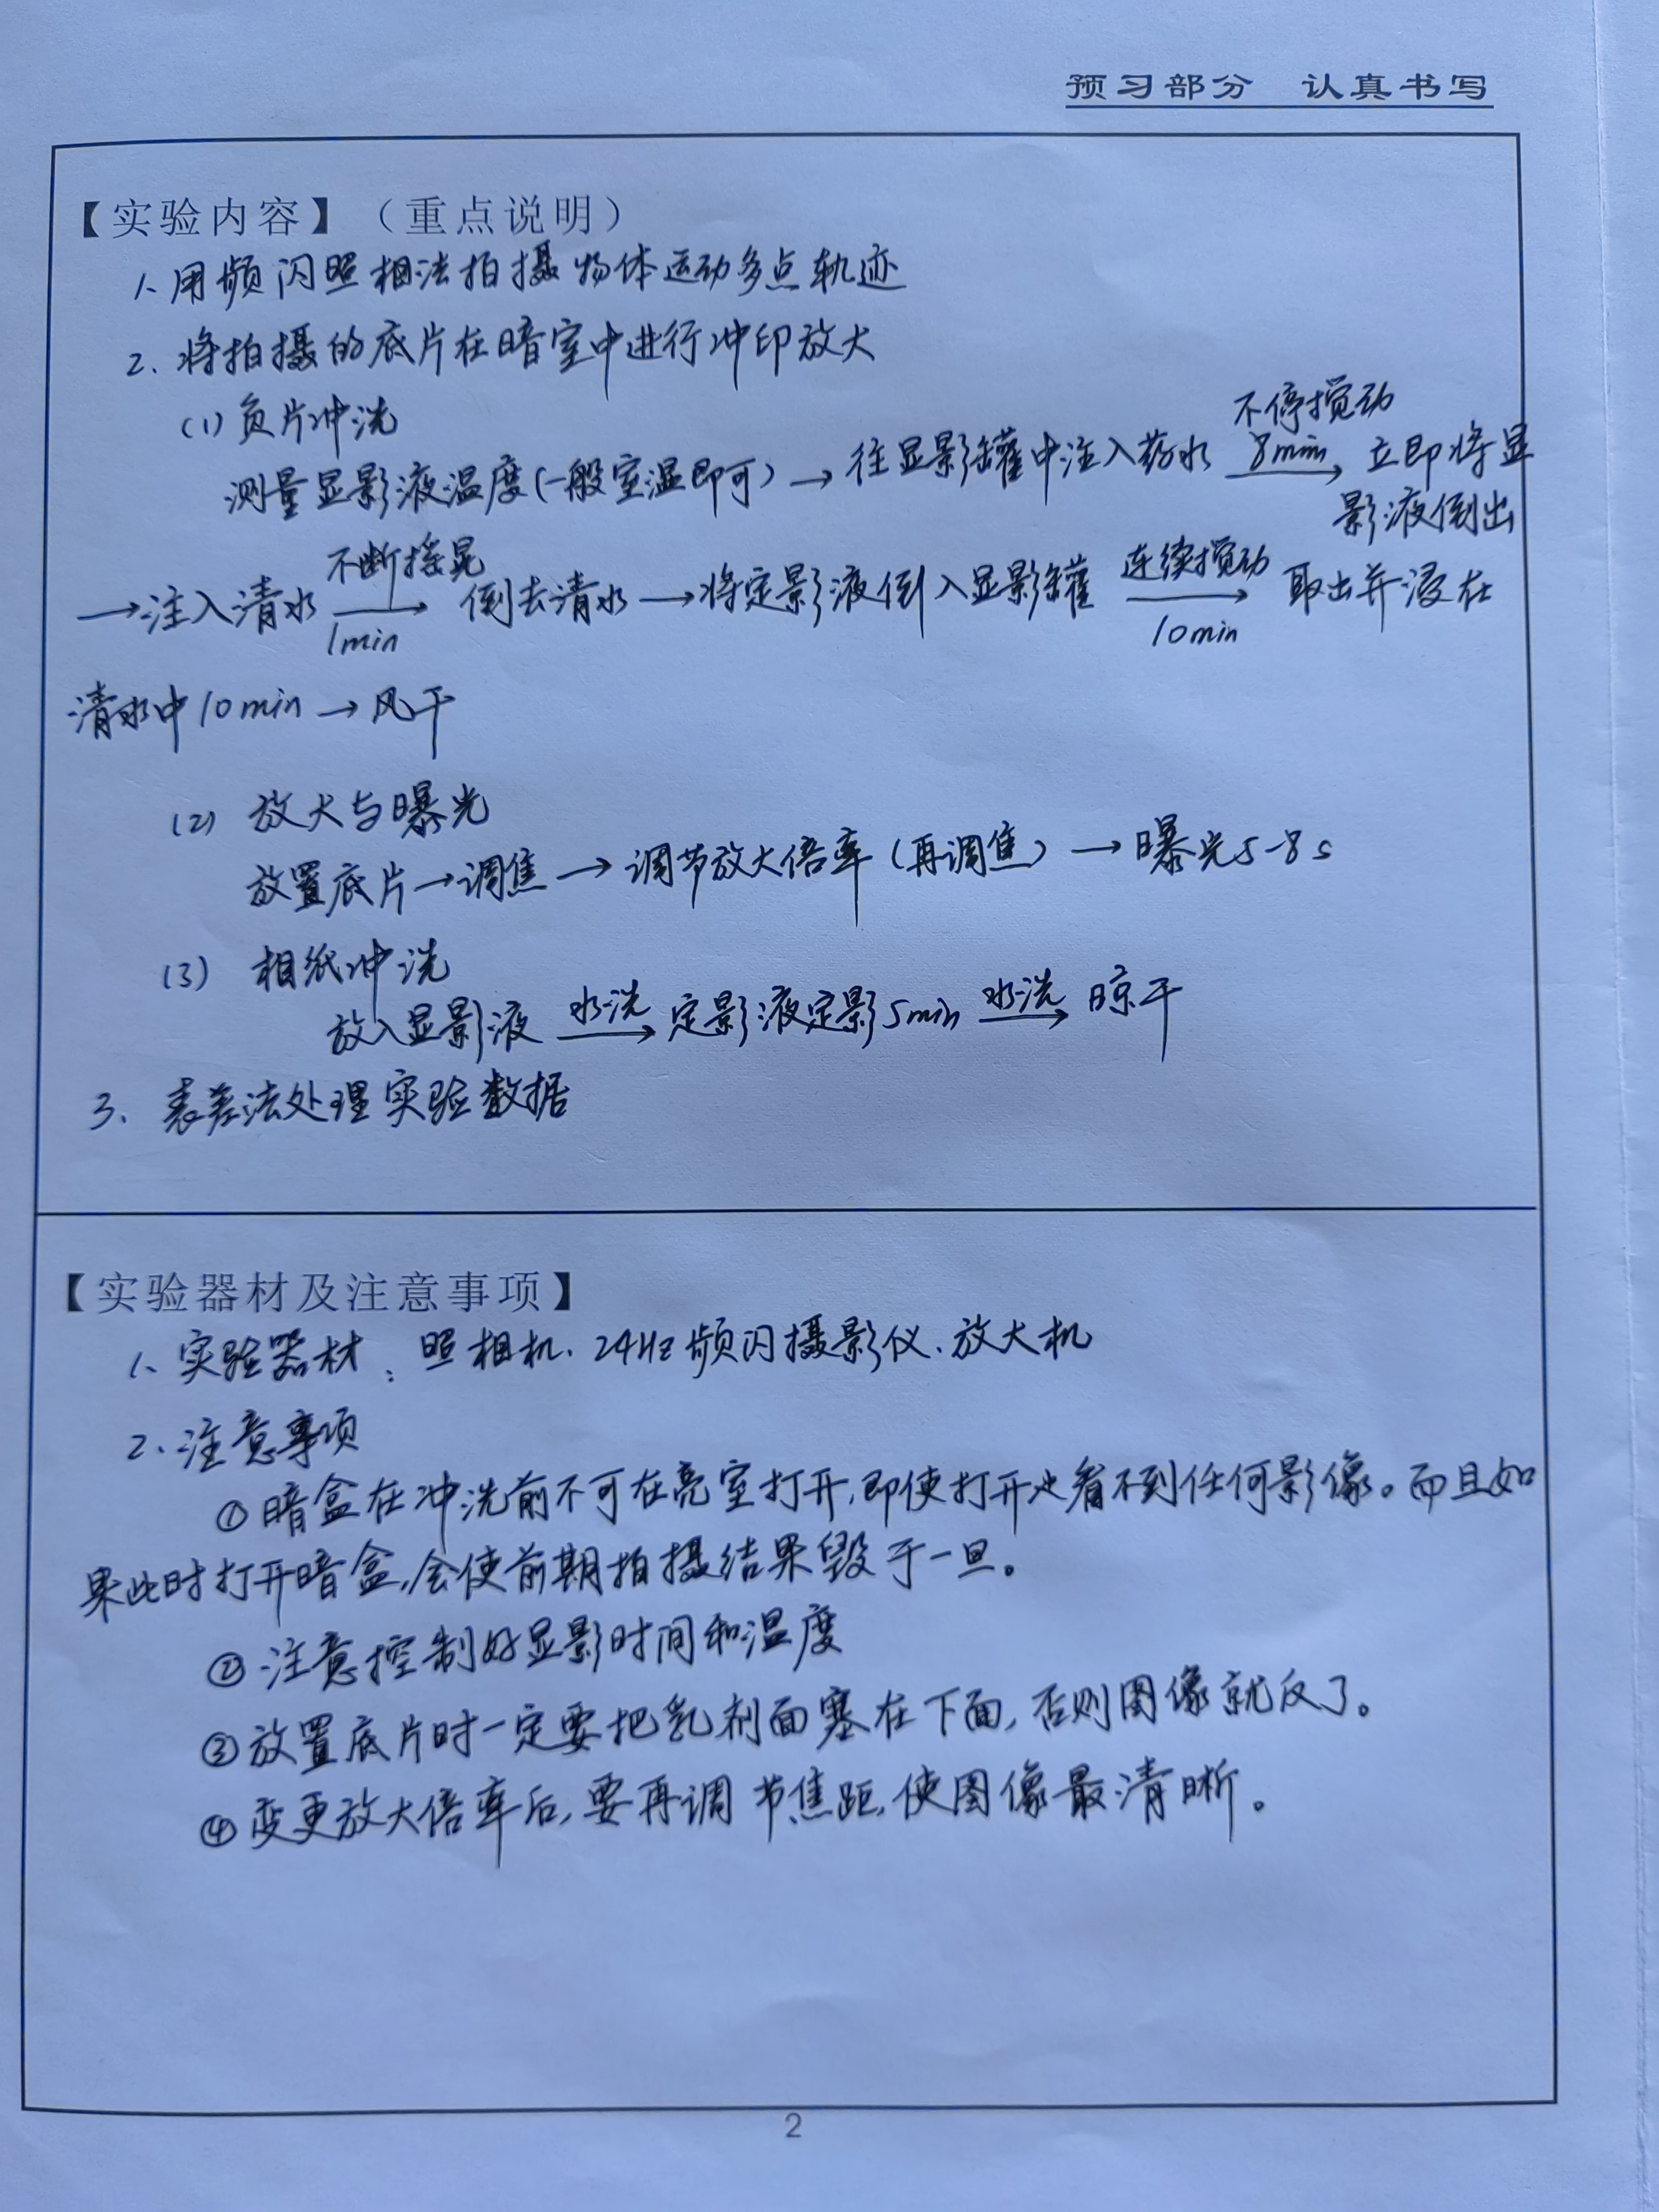 预习部分 认真书写
【实验内容】（重点说明）
1、用频闪照相法拍摄物体运动多点轨迹
2、将拍摄的底片在暗室中进行冲印放大
(1) 负片冲洗
不停搅动
测量显影液温度(一般室温即可) → 往显影罐中注入药水 8min → 立即将显
影液倒出
不断摇晃 连续搅动
→ 注入清水 → 倒去清水 → 将定影液倒入显影罐 → 取出并浸在
1min 10min
清水中10min → 风干
(2) 放大与曝光
放置底片 → 调焦 → 调节放大倍率(再调焦) → 曝光5-8s
(3) 相纸冲洗
放入显影液 水洗→ 定影液定影5min 水洗→ 晾干
3、表差法处理实验数据
【实验器材及注意事项】
1、实验器材：照相机、24Hz频闪摄影仪、放大机
2、注意事项
①暗盒在冲洗前不可在亮室打开,即使打开也看不到任何影像。而且如
果此时打开暗盒,会使前期拍摄结果毁于一旦。
②注意控制好显影时间和温度
③放置底片时一定要把乳剂面塞在下面,否则图像就反了。
④变更放大倍率后,要再调节焦距,使图像最清晰。
2